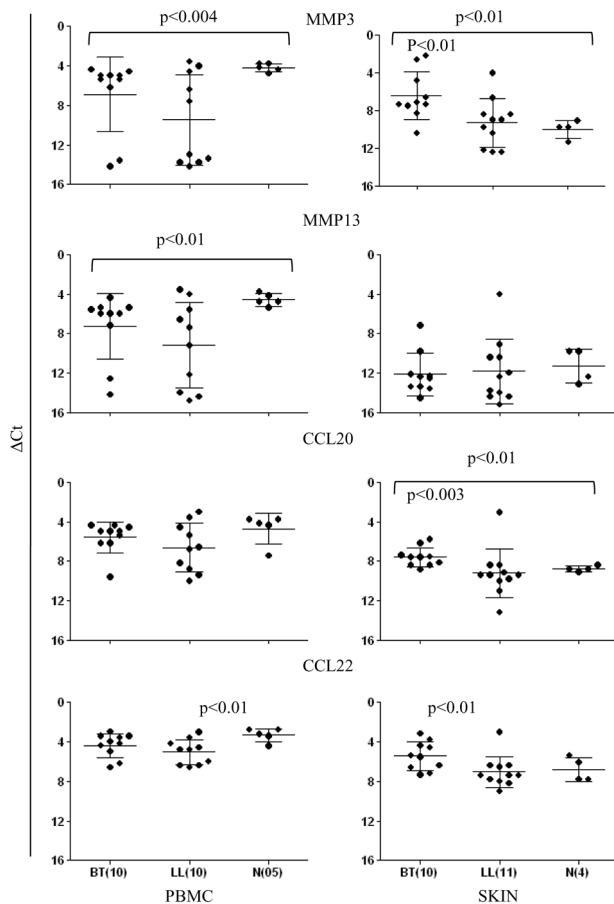 MMP3
p<0.004
p<0.01
P<0.01
0
4
8
12
16
0
4
8
12
16
MMP13
p<0.01
0
4
8
12
16
0
4
8
12
16
ΔCt
CCL20
p<0.01
p<0.003
0
4
8
12
16
0
4
8
12
16
CCL22
p<0.01
p<0.01
0
4
8
12
16
0
4
8
12
16
BT(10) LL(10) N(05)
BT(10) LL(11) N(4)
PBMC
SKIN